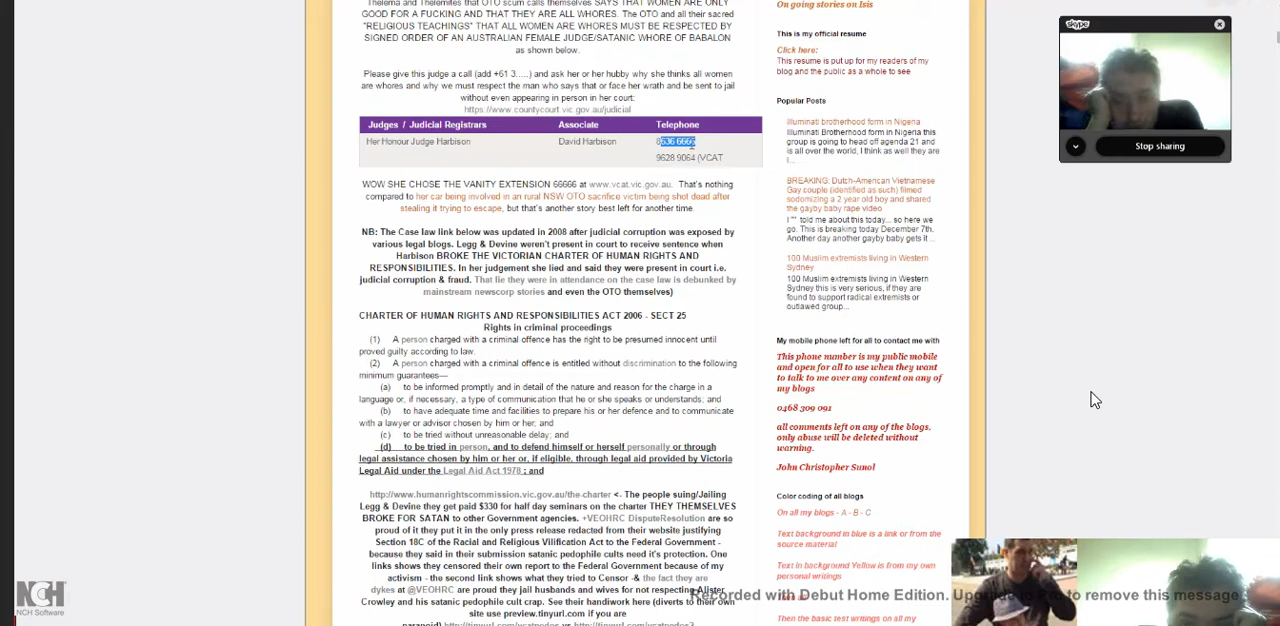 Thelema and Thelemites that OTO scum calls themselves SAYS THAT WOMEN ARE ONLY
GOOD FOR A FUCKING AND THAT THEY ARE ALL WHORES. The OTO and all their sacred
"RELIGIOUS TEACHINGS" THAT ALL WOMEN ARE WHORES MUST BE RESPECTED BY
SIGNED ORDER OF AN AUSTRALIAN FEMALE JUDGE/SATANIC WHORE OF BABALON
as shown below.
Please give this judge a call (add +61 3.....) and ask her or her hubby why she thinks all women
are whores and why we must respect the man who says that or face her wrath and be sent to jail
without even appearing in person in her court:
https://www.countycourt.vic.gov.au/judicial
Judges / Judicial Registrars Associate Telephone
Her Honour Judge Harbison David Harbison 8636 6666
9628 9064 (VCAT
WOW SHE CHOSE THE VANITY EXTENSION 66666 at www.vcat.vic.gov.au. That's nothing
compared to her car being involved in an rural NSW OTO sacrifice victim being shot dead after
stealing it trying to escape, but that's another story best left for another time.
NB: The Case law link below was updated in 2008 after judicial corruption was exposed by
various legal blogs. Legg & Devine weren't present in court to receive sentence when
Harbison BROKE THE VICTORIAN CHARTER OF HUMAN RIGHTS AND
RESPONSIBILITIES. In her judgement she lied and said they were present in court i.e.
judicial corruption & fraud. That lie they were in attendance on the case law is debunked by
mainstream newscorp stories and even the OTO themselves)
CHARTER OF HUMAN RIGHTS AND RESPONSIBILITIES ACT 2006 - SECT 25
Rights in criminal proceedings
(1) A person charged with a criminal offence has the right to be presumed innocent until
proved guilty according to law.
(2) A person charged with a criminal offence is entitled without discrimination to the following
minimum guarantees—
(a) to be informed promptly and in detail of the nature and reason for the charge in a
language or, if necessary, a type of communication that he or she speaks or understands; and
(b) to have adequate time and facilities to prepare his or her defence and to communicate
with a lawyer or advisor chosen by him or her; and
(c) to be tried without unreasonable delay; and
(d) to be tried in person, and to defend himself or herself personally or through
legal assistance chosen by him or her or, if eligible, through legal aid provided by Victoria
Legal Aid under the Legal Aid Act 1978 ; and
http://www.humanrightscommission.vic.gov.au/the-charter <- The people suing/Jailing
Legg & Devine they get paid $330 for half day seminars on the charter THEY THEMSELVES
BROKE FOR SATAN to other Government agencies. +VEOHRC DisputeResolution are so
proud of it they put it in the only press release redacted from their website justifying
Section 18C of the Racial and Religious Vilification Act to the Federal Government -
because they said in their submission satanic pedophile cults need it's protection. One
links shows they censored their own report to the Federal Government because of my
activism - the second link shows what they tried to Censor -& the fact they are
dykes at @VEOHRC are proud they jail husbands and wives for not respecting Alister
Crowley and his satanic pedophile cult crap. See their handiwork here (diverts to their own
site use preview.tinyurl.com if you are
On going stories on Isis
This is my official resume
Click here:
This resume is put up for my readers of my
blog and the public as a whole to see
Popular Posts
Illuminati brotherhood form in Nigeria
Illuminati Brotherhood form in Nigeria this
group is going to head off agenda 21 and
is all over the world, I think as well they are
I...
BREAKING: Dutch-American Vietnamese
Gay couple (identified as such) filmed
sodomizing a 2 year old boy and shared
the gayby baby rape video
I "" told me about this today... so here we
go. This is breaking today December 7th.
Another day another gayby baby gets it ...
100 Muslim extremists living in Western
Sydney
100 Muslim extremists living in Western
Sydney this is very serious, if they are
found to support radical extremists or
outlawed group...
My mobile phone left for all to contact me with
This phone number is my public mobile
and open for all to use when they want
to talk to me over any content on any of
my blogs
0468 309 091
all comments left on any of the blogs,
only abuse will be deleted without
warning.
John Christopher Sunol
Color coding of all blogs
On all my blogs - A - B - C
Text background in blue is a link or from the
source material
Text in background Yellow is from my own
personal writings
Then the basic test writings on all my
skype
Stop sharing
NCH
NCH Software
Recorded with Debut Home Edition. Upgrade to Pro to remove this message